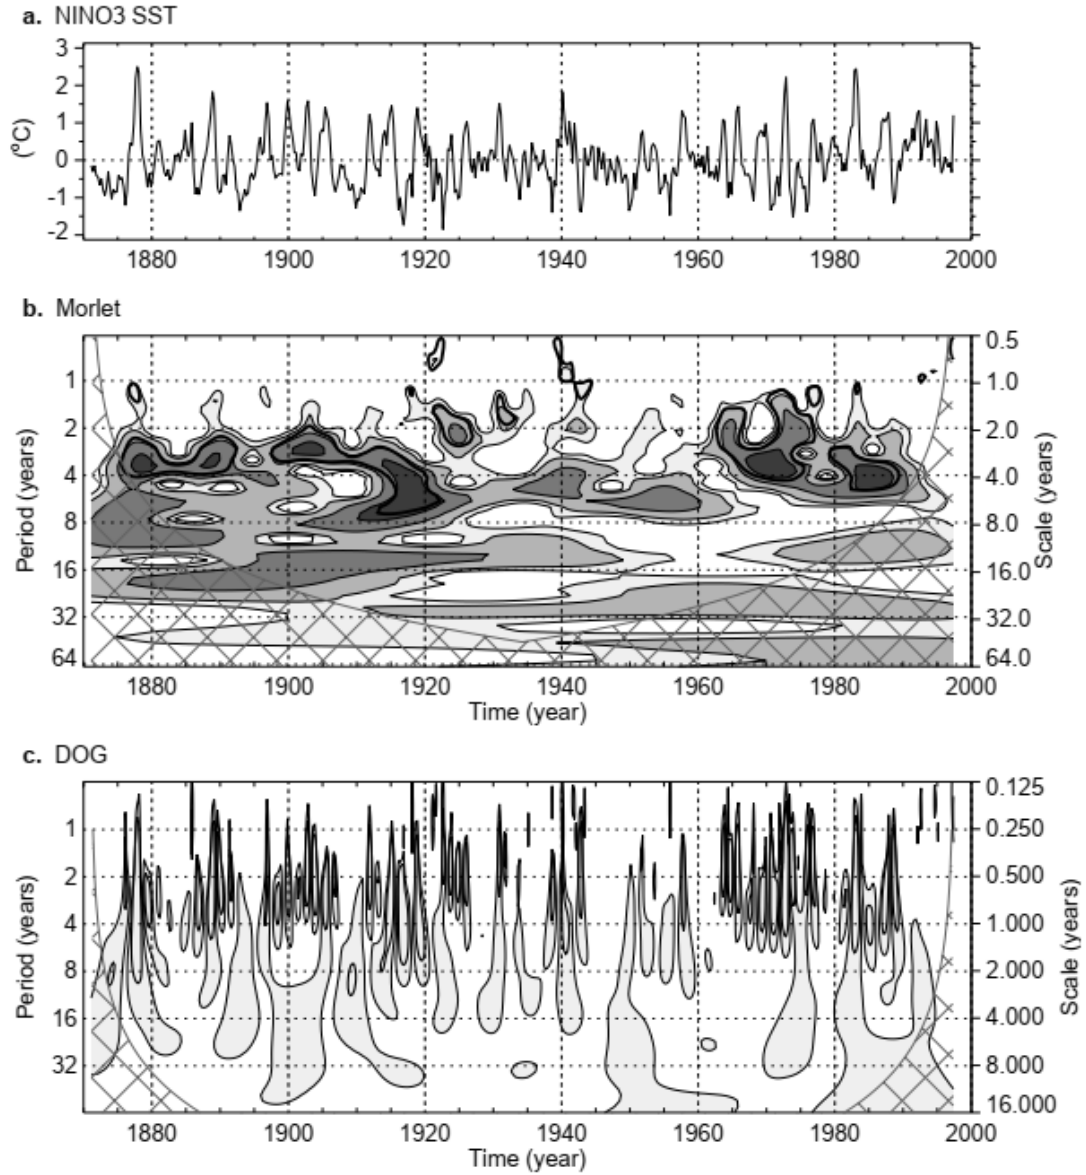 a. NINO3 SST
3
2
1
0
-1
-2
(ºC)
1880 1900 1920 1940 1960 1980 2000
b. Morlet
1
2
4
8
16
32
64
Period (years)
0.5
1.0
2.0
4.0
8.0
16.0
32.0
64.0
Scale (years)
1880 1900 1920 1940 1960 1980 2000
Time (year)
c. DOG
1
2
4
8
16
32
Period (years)
0.125
0.250
0.500
1.000
2.000
4.000
8.000
16.000
Scale (years)
1880 1900 1920 1940 1960 1980 2000
Time (year)